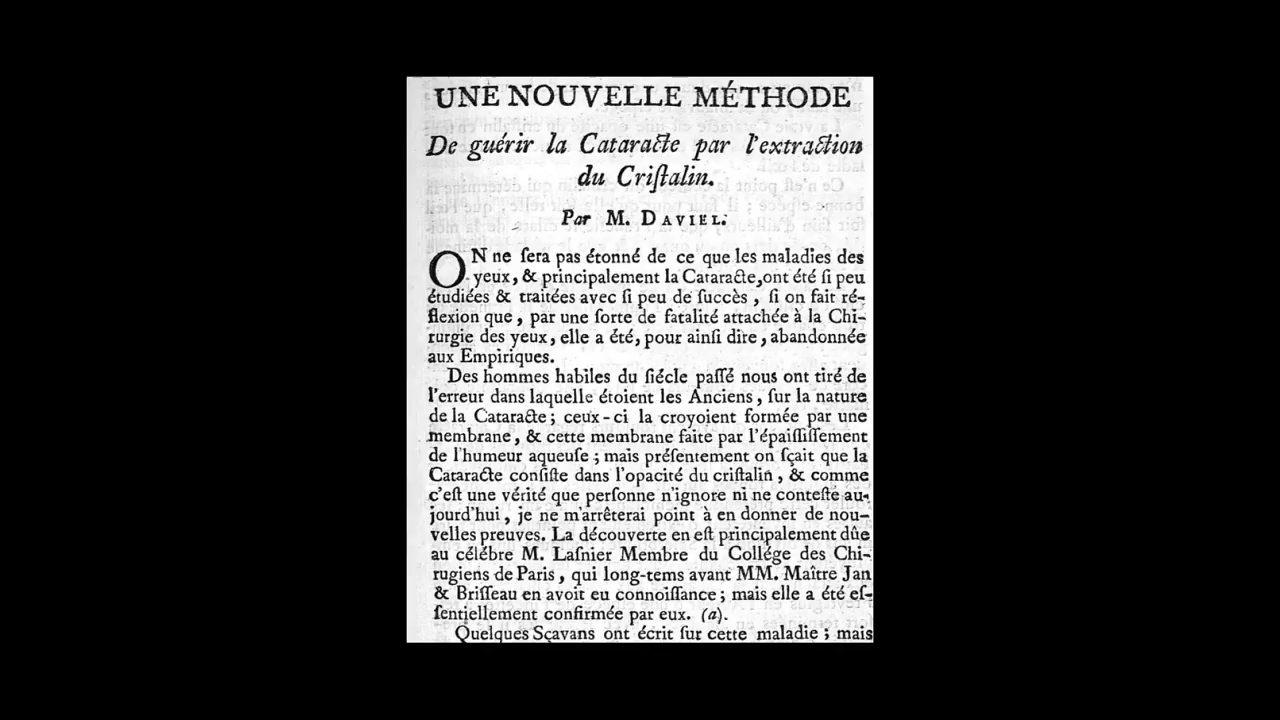 UNE NOUVELLE MÉTHODE
De guérir la Cataracte par l'extraction
du Criſtalin.
Par M. DAVIEL.
ON ne ſera pas étonné de ce que les maladies des
yeux, & principalement la Cataracte, ont été ſi peu
étudiées & traitées avec ſi peu de ſuccès, ſi on fait ré-
flexion que, par une ſorte de fatalité attachée à la Chi-
rurgie des yeux, elle a été, pour ainſi dire, abandonnée
aux Empiriques.
Des hommes habiles du ſiécle paſſé nous ont tiré de
l'erreur dans laquelle étoient les Anciens, ſur la nature
de la Cataracte; ceux-ci la croyoient formée par une
membrane, & cette membrane faite par l'épaiſſiſſement
de l'humeur aqueuſe; mais préſentement on ſçait que la
Cataracte conſiſte dans l'opacité du criſtalin, & comme
c'eſt une vérité que perſonne n'ignore ni ne conteſte au-
jourd'hui, je ne m'arrêterai point à en donner de nou-
velles preuves. La découverte en eſt principalement dûe
au célébre M. Laſnier Membre du Collége des Chi-
rugiens de Paris, qui long-tems avant MM. Maître Jan
& Briſſeau en avoit eu connoiſſance; mais elle a été eſ-
ſentiellement confirmée par eux. (a).
Quelques Sçavans ont écrit ſur cette maladie; mais